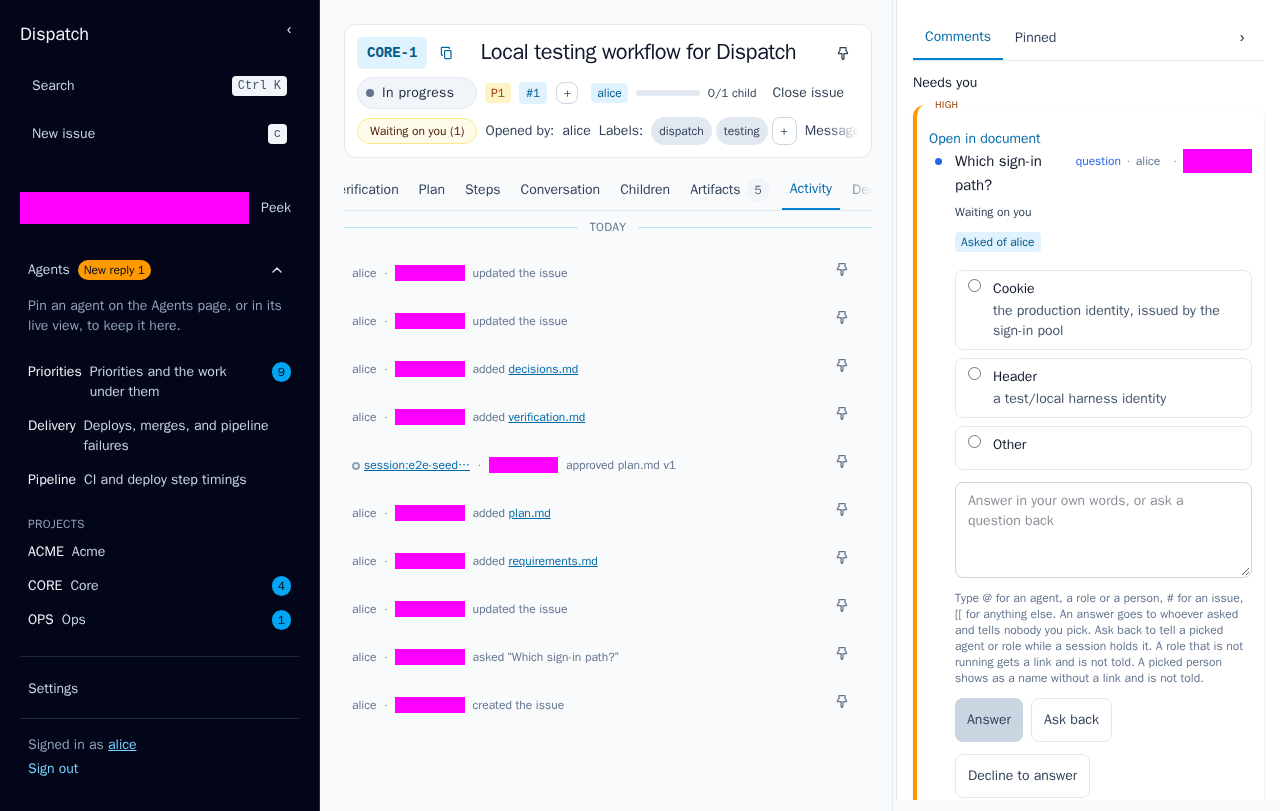 Dispatch
Search
Ctrl K
New issue
C
Peek
Agents
New reply 1
Pin an agent on the Agents page, or in its
live view, to keep it here.
Priorities Priorities and the work
under them
9
Delivery Deploys, merges, and pipeline
failures
Pipeline CI and deploy step timings
PROJECTS
ACME Acme
CORE Core
4
OPS Ops
1
Settings
Signed in as alice
Sign out
CORE-1
Local testing workflow for Dispatch
In progress
P1
#1
+
alice
0/1 child
Close issue
Waiting on you (1)
Opened by: alice Labels:
dispatch
testing
+
Message
erification
Plan
Steps
Conversation
Children
Artifacts 5
Activity
De
TODAY
alice · updated the issue
alice · updated the issue
alice · added decisions.md
alice · added verification.md
session:e2e-seed… · approved plan.md v1
alice · added plan.md
alice · added requirements.md
alice · updated the issue
alice · asked “Which sign-in path?”
alice · created the issue
Comments
Pinned
Needs you
HIGH
Open in document
Which sign-in
path?
question · alice ·
Waiting on you
Asked of alice
Cookie
the production identity, issued by the
sign-in pool
Header
a test/local harness identity
Other
Answer in your own words, or ask a
question back
Type @ for an agent, a role or a person, # for an issue,
[[ for anything else. An answer goes to whoever asked
and tells nobody you pick. Ask back to tell a picked
agent or role while a session holds it. A role that is not
running gets a link and is not told. A picked person
shows as a name without a link and is not told.
Answer
Ask back
Decline to answer